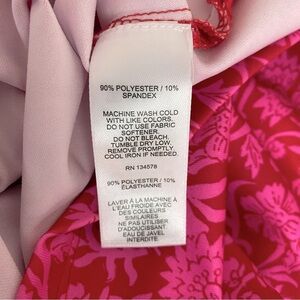 90% POLYESTER / 10%
SPANDEX
MACHINE WASH COLD
WITH LIKE COLORS.
DO NOT USE FABRIC
SOFTENER.
DO NOT BLEACH.
TUMBLE DRY LOW.
REMOVE PROMPTLY
COOL IRON IF NEEDED.
RN 134578
90% POLYESTER / 10%
ÉLASTHANNE
LAVER À LA MACHINE À
L'EAU FROIDE AVEC
DES COULEURS
SIMILAIRES
NE PAS UTILISER
D'ADOUCISSANT
EAU DE JAVEL
INTERDITE